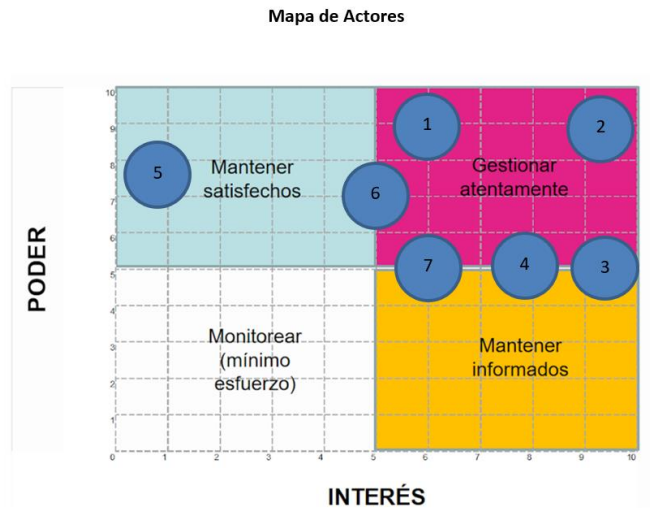 Mapa de Actores
10
9
1
2
8
5
Mantener
satisfechos
Gestionar
atentamente
7
6
6
7
4
3
5
4
Monitorear
(mínimo
esfuerzo)
Mantener
informados
3
2
1
PODER
0 1 2 3 4 5 6 7 8 9 10
INTERÉS